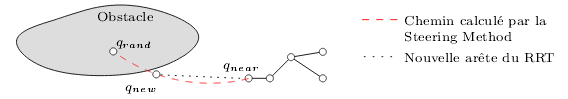 Obstacle
q_rand
q_near
q_new
Chemin calculé par la
Steering Method
Nouvelle arête du RRT